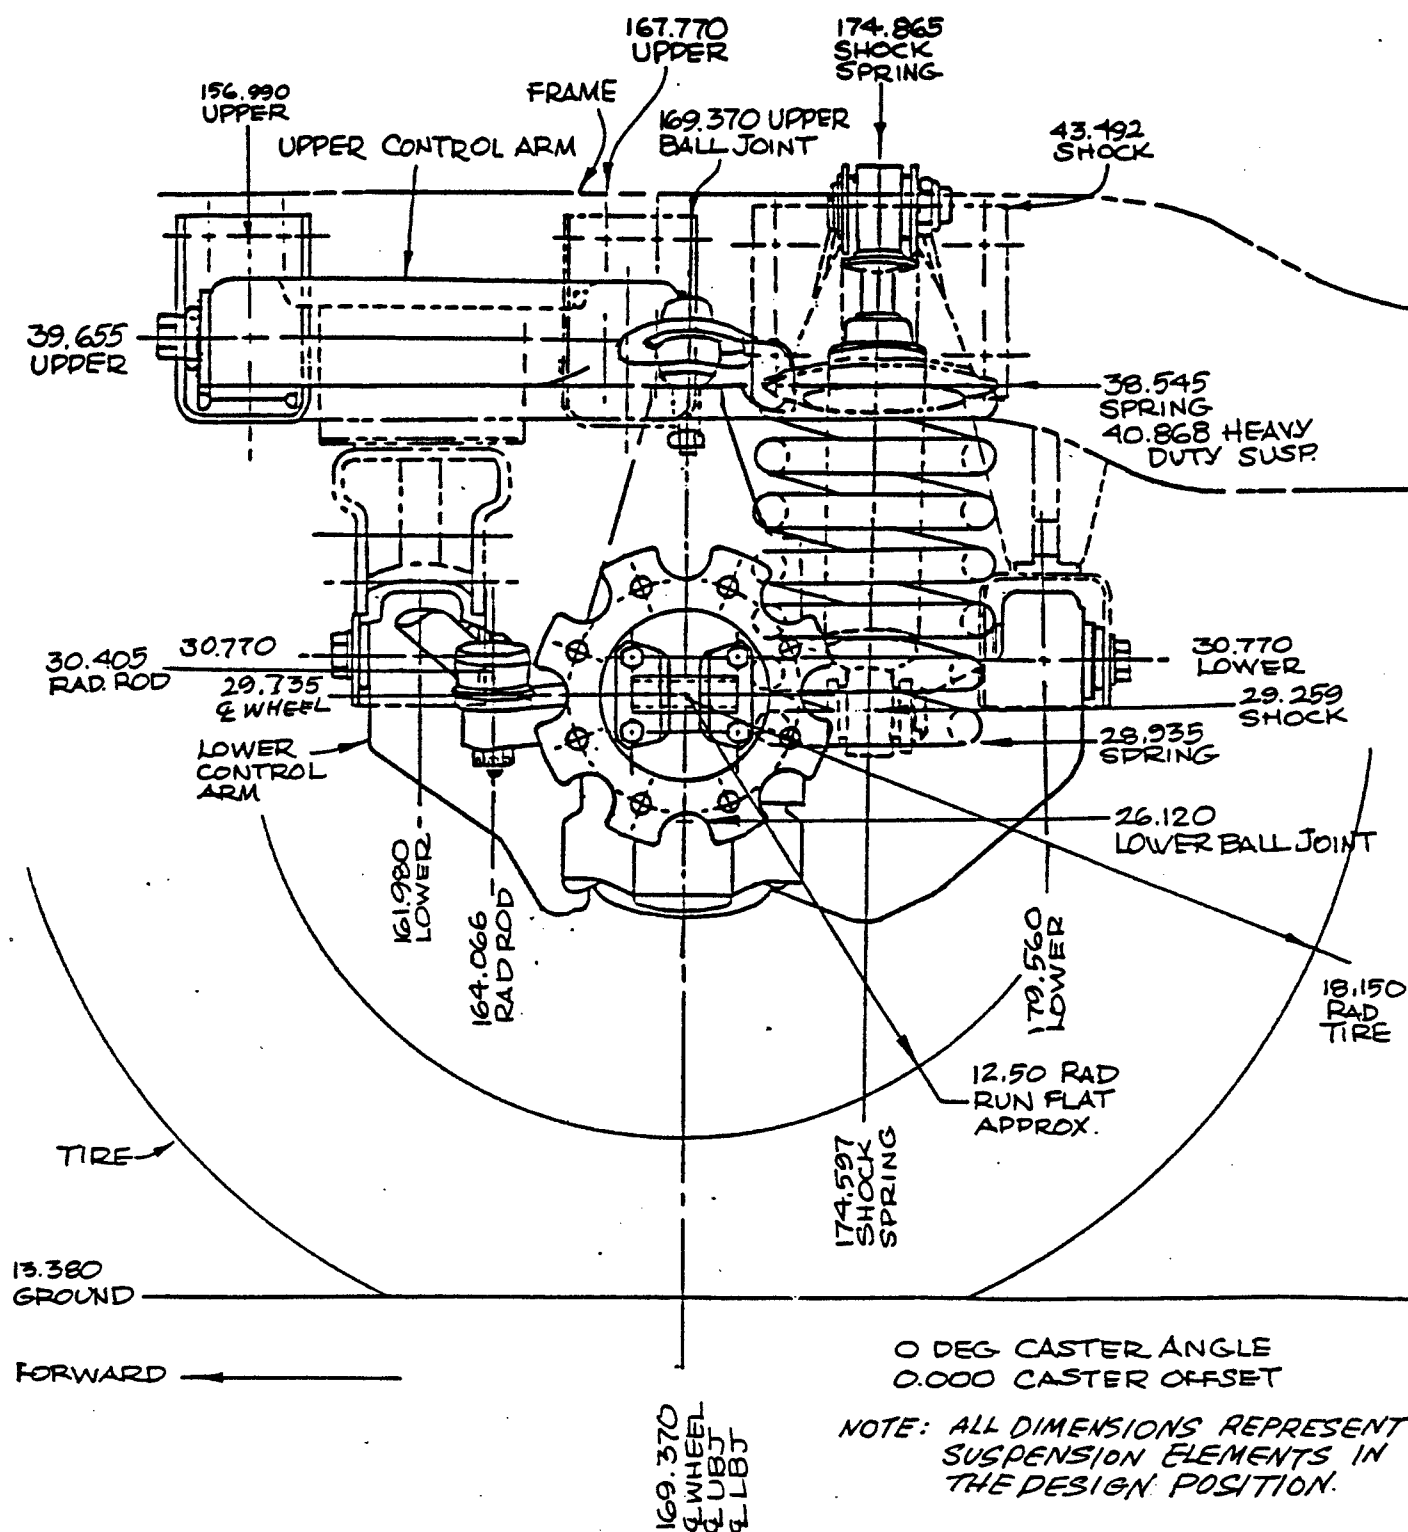 167.770
UPPER
174.865
SHOCK
SPRING
156.990
UPPER
FRAME
UPPER CONTROL ARM
169.370 UPPER
BALL JOINT
43.492
SHOCK
39.655
UPPER
38.545
SPRING
40.868 HEAVY
DUTY SUSP.
30.770
30.405
RAD. ROD
29.735
℄ WHEEL
30.770
LOWER
29.259
SHOCK
28.935
SPRING
LOWER
CONTROL
ARM
26.120
LOWER BALL JOINT
161.980
LOWER
164.066
RAD ROD
179.560
LOWER
18.150
RAD
TIRE
12.50 RAD
RUN FLAT
APPROX.
174.597
SHOCK
SPRING
TIRE
13.380
GROUND
FORWARD
0 DEG CASTER ANGLE
0.000 CASTER OFFSET
169.370
℄ WHEEL
℄ UBJ
℄ LBJ
NOTE: ALL DIMENSIONS REPRESENT
SUSPENSION ELEMENTS IN
THE DESIGN POSITION.